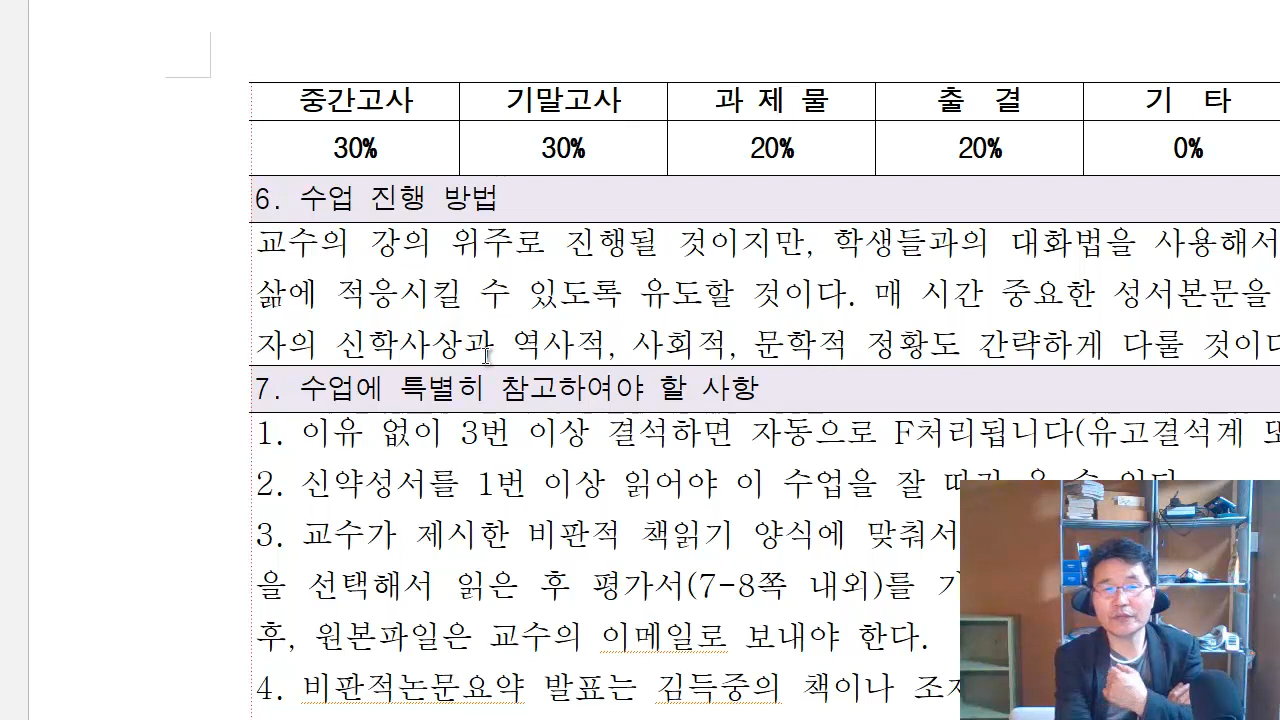 중간고사 기말고사 과 제 물 출 결 기 타
30% 30% 20% 20% 0%
6. 수업 진행 방법
교수의 강의 위주로 진행될 것이지만, 학생들과의 대화법을 사용해서
삶에 적응시킬 수 있도록 유도할 것이다. 매 시간 중요한 성서본문을
자의 신학사상과 역사적, 사회적, 문학적 정황도 간략하게 다룰 것이다
7. 수업에 특별히 참고하여야 할 사항
1. 이유 없이 3번 이상 결석하면 자동으로 F처리됩니다(유고결석계
2. 신약성서를 1번 이상 읽어야 이 수업을 잘
3. 교수가 제시한 비판적 책읽기 양식에 맞춰서
을 선택해서 읽은 후 평가서(7-8쪽 내외)를
후, 원본파일은 교수의 이메일로 보내야 한다.
4. 비판적논문요약 발표는 김득중의 책이나